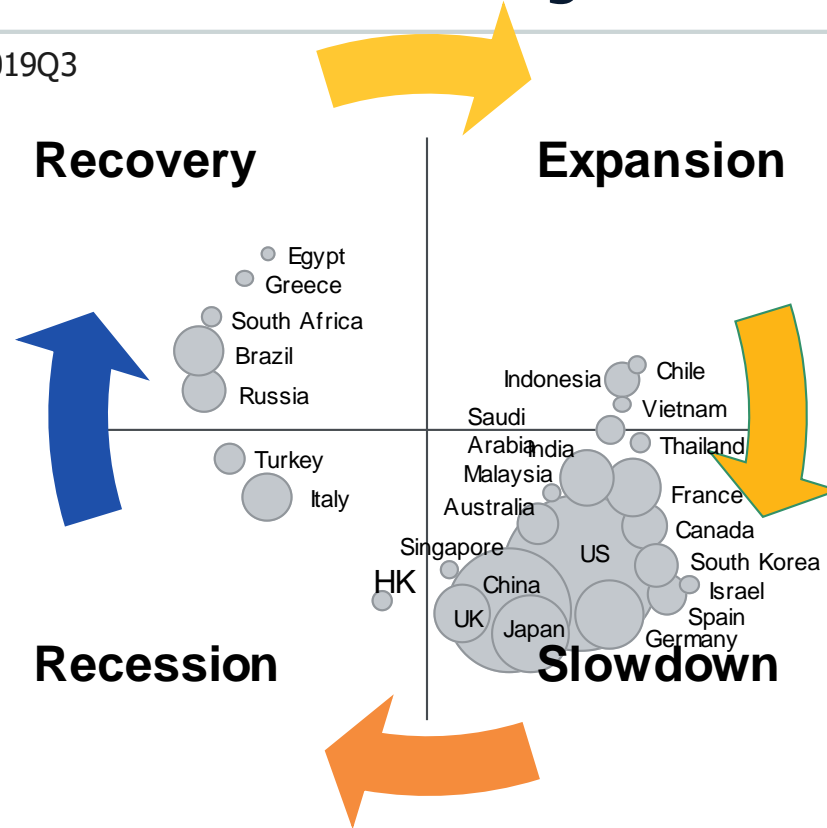 019Q3
Recovery
Expansion
Egypt
Greece
South Africa
Brazil
Russia
Chile
Indonesia
Vietnam
Saudi
Arabia
Thailand
India
Turkey
Malaysia
Italy
France
Australia
Canada
Singapore
US
South Korea
HK
China
Israel
UK
Spain
Japan
Germany
Recession
Slowdown